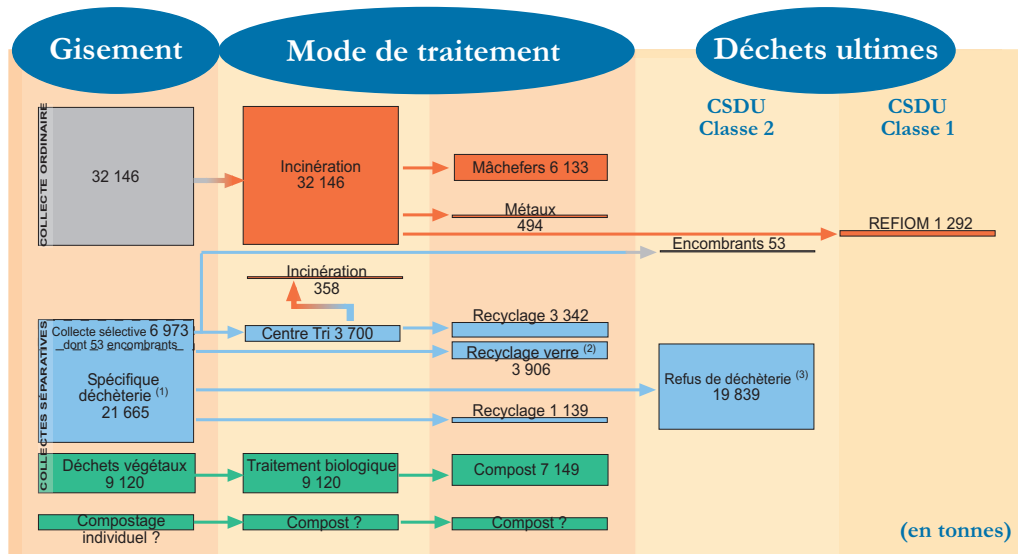 Gisement
Mode de traitement
Déchets ultimes
CSDU
Classe 2
CSDU
Classe 1
COLLECTE ORDINAIRE
32 146
Incinération
32 146
Mâchefers 6 133
Métaux
494
REFIOM 1 292
Encombrants 53
Incinération
358
COLLECTES SÉPARATIVES
Collecte sélective 6 973
dont 53 encombrants
Centre Tri 3 700
Recyclage 3 342
Recyclage verre (2)
3 906
Spécifique
déchèterie (1)
21 665
Refus de déchèterie (3)
19 839
Recyclage 1 139
Déchets végétaux
9 120
Traitement biologique
9 120
Compost 7 149
Compostage
individuel ?
Compost ?
Compost ?
(en tonnes)